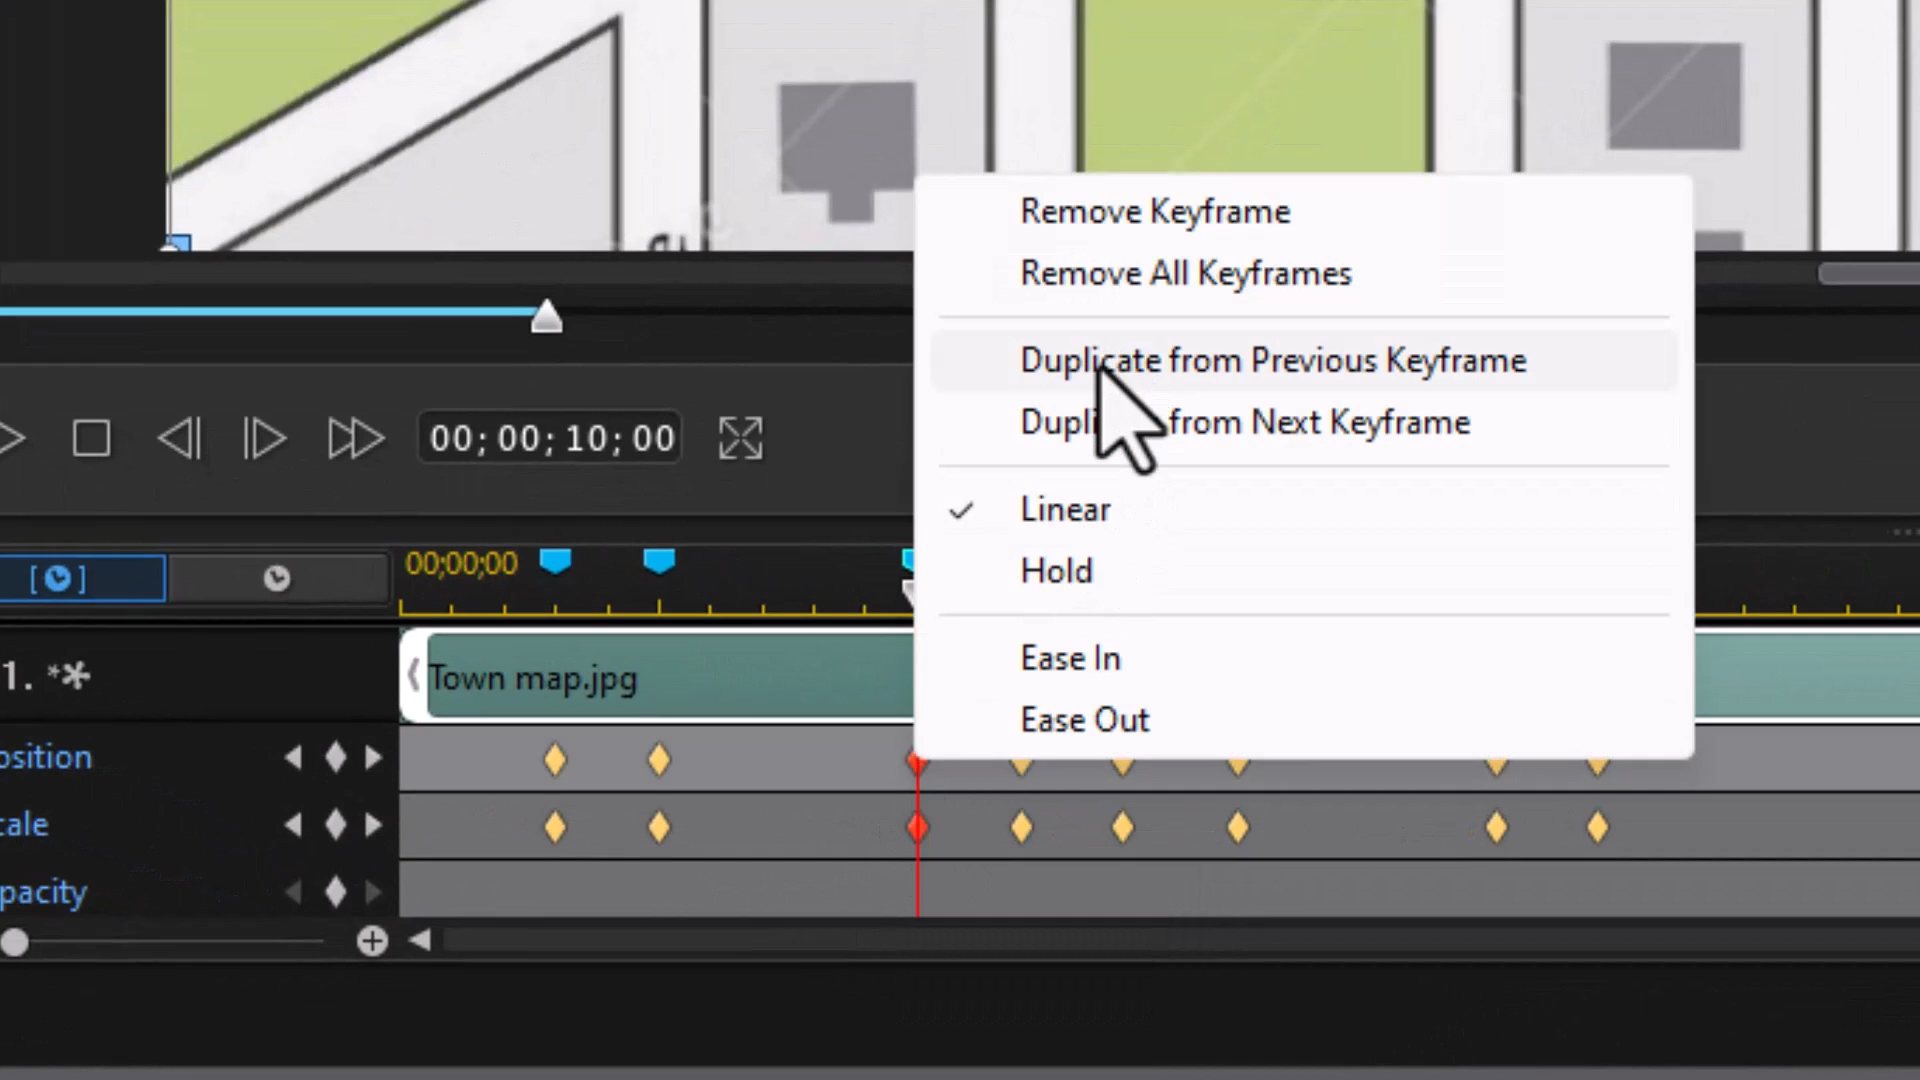 Remove Keyframe
Remove All Keyframes
Duplicate from Previous Keyframe
from Next Keyframe
00; 00; 10; 00
Linear
00;00;00
Hold
Ease In
1. **
Town map.jpg
Ease Out
osition
cale
pacity